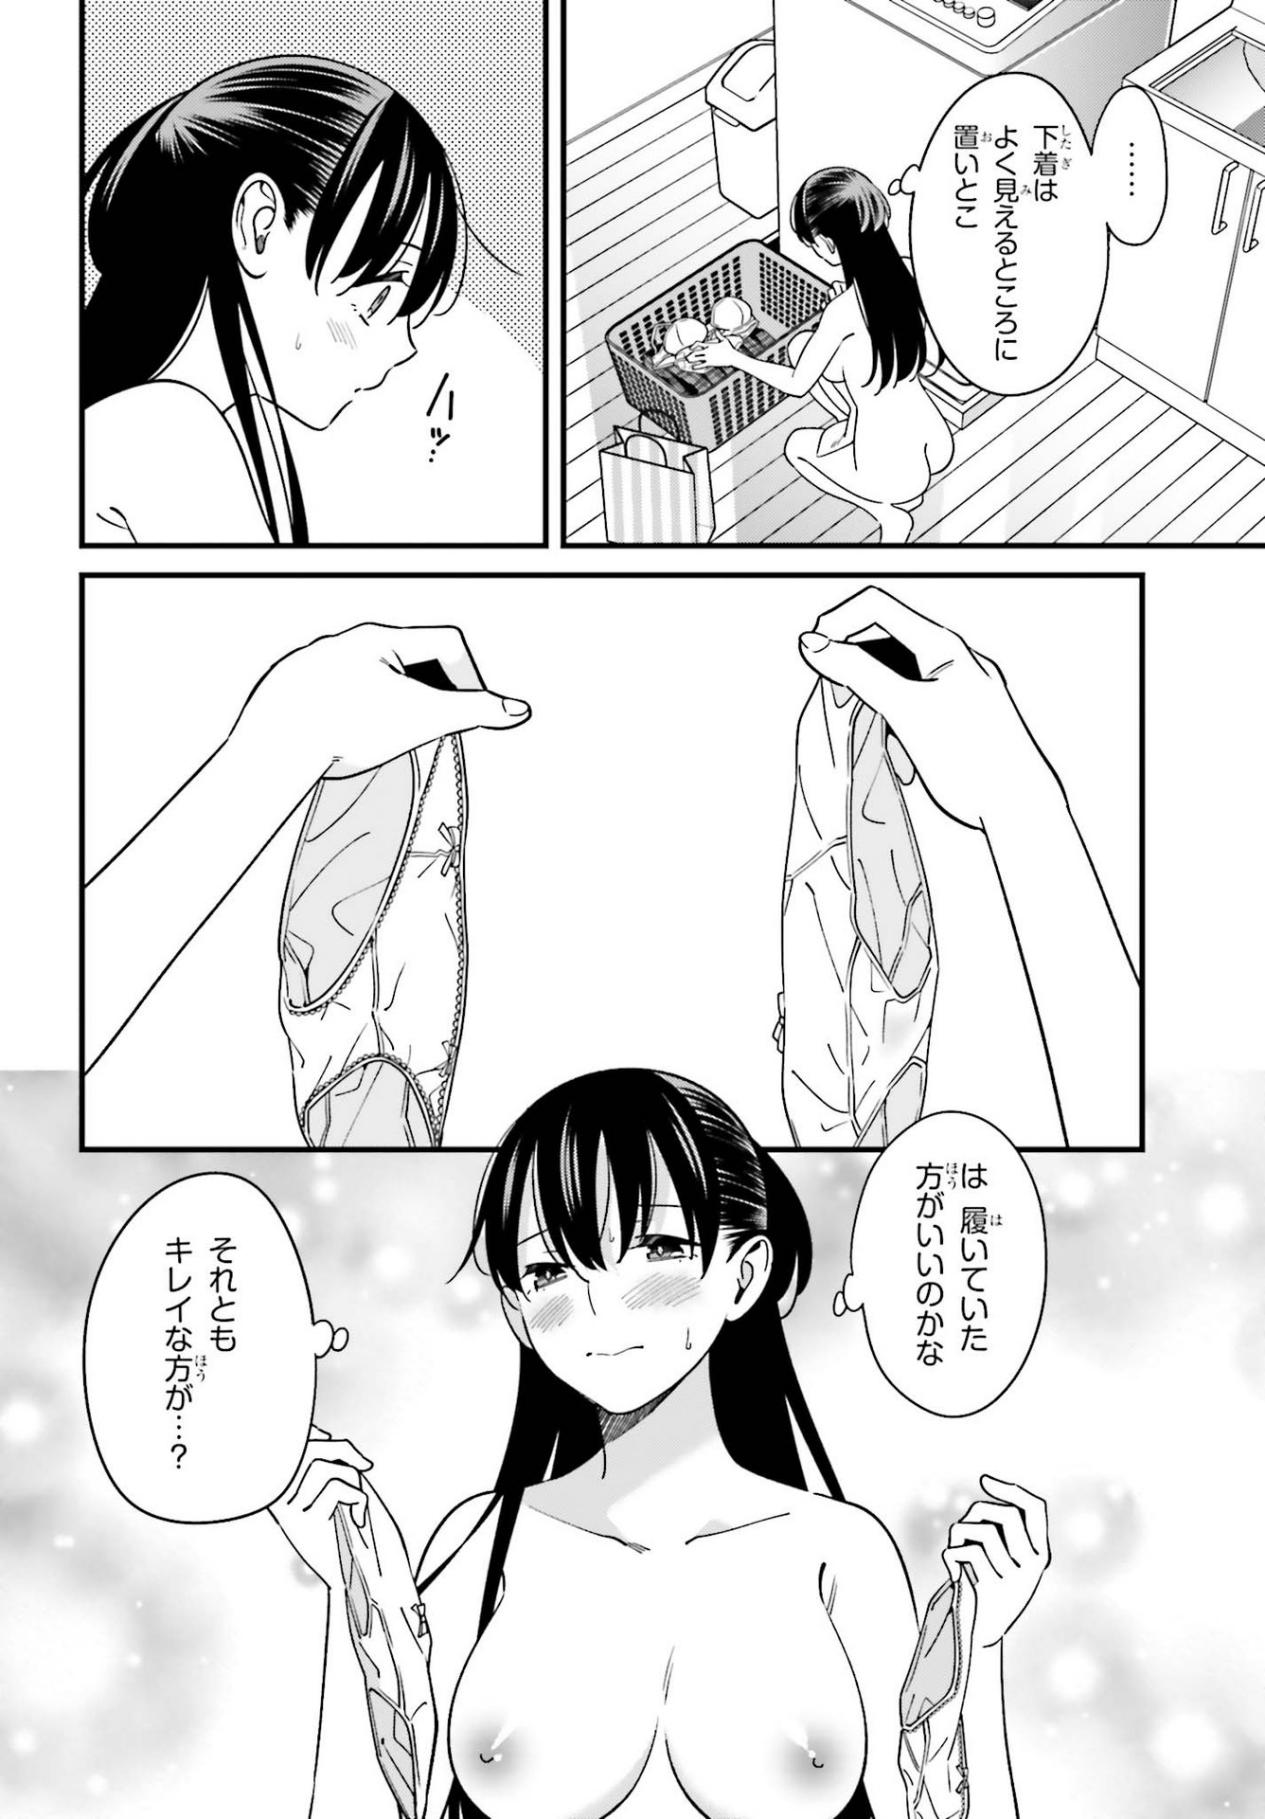 ……
下着は
よく見えるところに
置いとこ
ハッ…
は 履いていた
方がいいのかな
それとも
キレイな方が…？